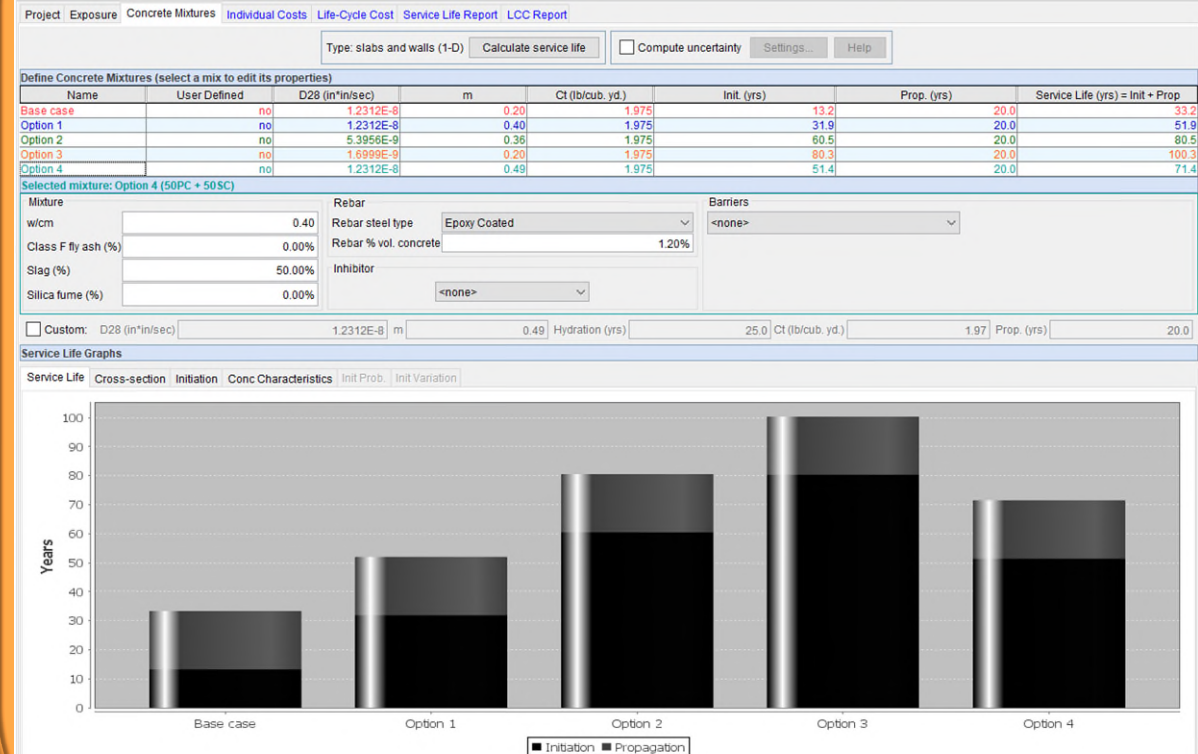 Project Exposure Concrete Mixtures Individual Costs Life-Cycle Cost Service Life Report LCC Report
Type: slabs and walls (1-D) Calculate service life Compute uncertainty Settings... Help
Define Concrete Mixtures (select a mix to edit its properties)
Name User Defined D28 (in*in/sec) m Ct (lb/cub. yd.) Init. (yrs) Prop. (yrs) Service Life (yrs) = Init + Prop
Base case no 1.2312E-8 0.20 1.975 13.2 20.0 33.2
Option 1 no 1.2312E-8 0.40 1.975 31.9 20.0 51.9
Option 2 no 5.3956E-9 0.36 1.975 60.5 20.0 80.5
Option 3 no 1.6999E-9 0.20 1.975 80.3 20.0 100.3
Option 4 no 1.2312E-8 0.49 1.975 51.4 20.0 71.4
Selected mixture: Option 4 (50PC + 50SC)
Mixture Rebar Barriers
w/cm 0.40 Rebar steel type Epoxy Coated <none>
Class F fly ash (%) 0.00% Rebar % vol. concrete 1.20%
Slag (%) 50.00% Inhibitor
Silica fume (%) 0.00% <none>
Custom: D28 (in*in/sec) 1.2312E-8 m 0.49 Hydration (yrs) 25.0 Ct (lb/cub. yd.) 1.97 Prop. (yrs) 20.0
Service Life Graphs
Service Life Cross-section Initiation Conc Characteristics Init Prob. Init Variation
100
90
80
70
60
50
40
30
20
10
0
Years
Base case Option 1 Option 2 Option 3 Option 4
Initiation Propagation